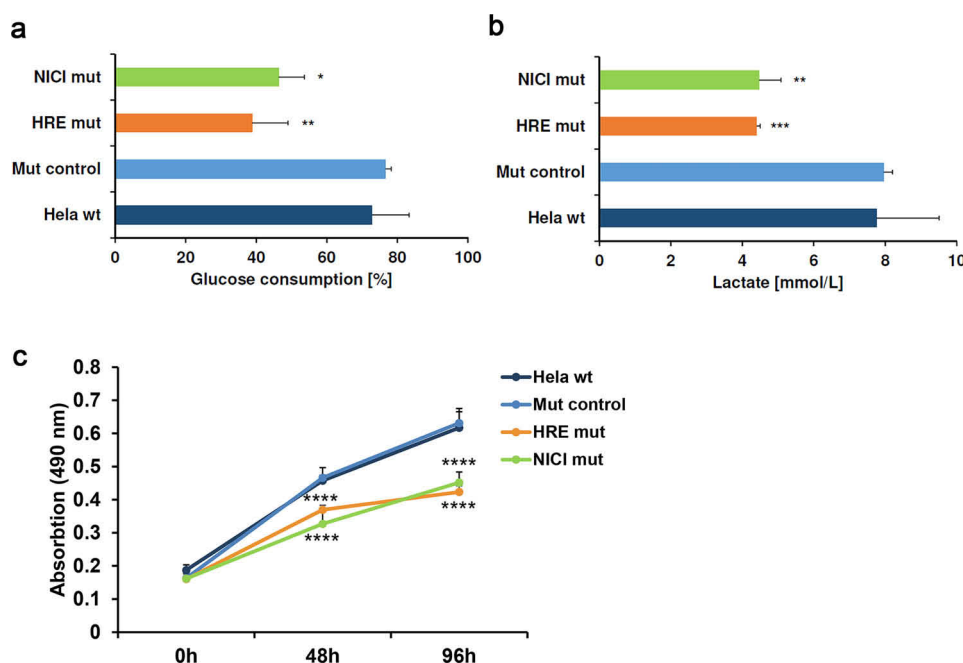 a
NICI mut
*
HRE mut
**
Mut control
Hela wt
0 20 40 60 80 100
Glucose consumption [%]
b
NICI mut
**
HRE mut
***
Mut control
Hela wt
0 2 4 6 8 10
Lactate [mmol/L]
c
0.8
0.7
0.6
0.5
0.4
0.3
0.2
0.1
0
Absorbtion (490 nm)
0h 48h 96h
****
****
****
****
Hela wt
Mut control
HRE mut
NICI mut